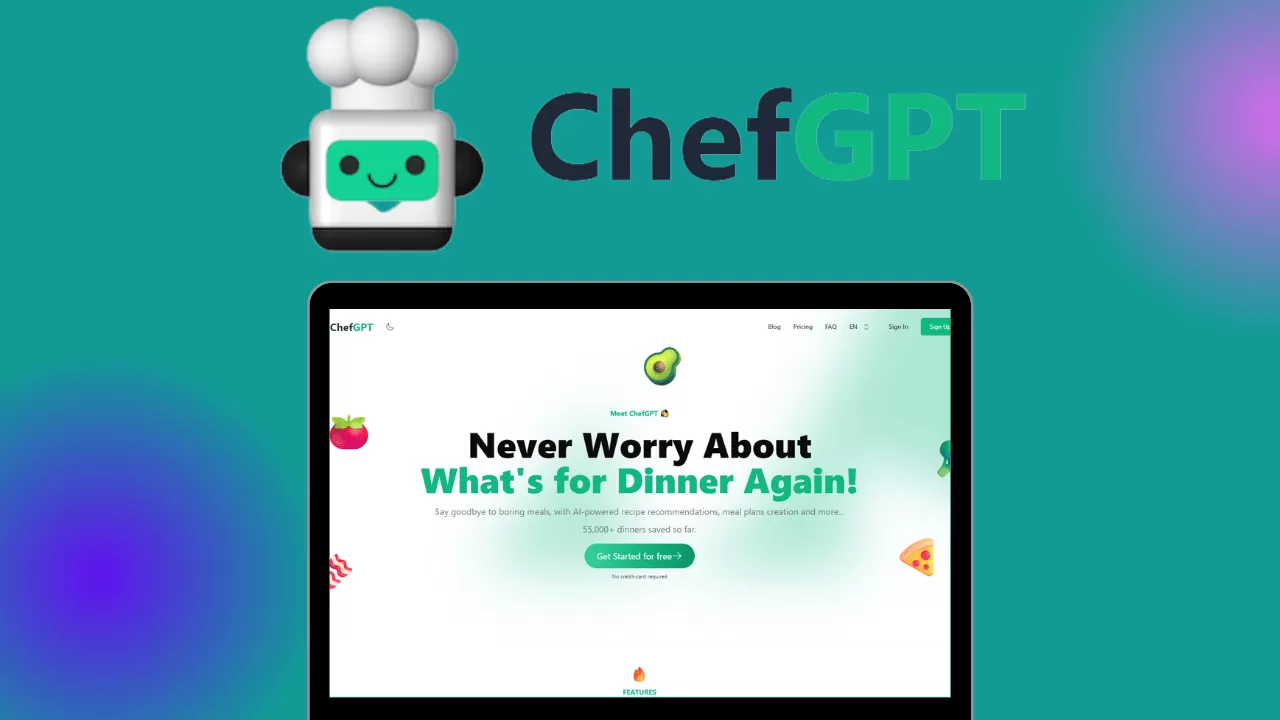 ChefGPT
ChefGPT
Blog Pricing FAQ EN Sign In Sign Up
Meet ChefGPT
Never Worry About
What's for Dinner Again!
Say goodbye to boring meals, with AI-powered recipe recommendations, meal plans creation and more...
55,000+ dinners saved so far.
Get Started for free
No credit-card required
FEATURES